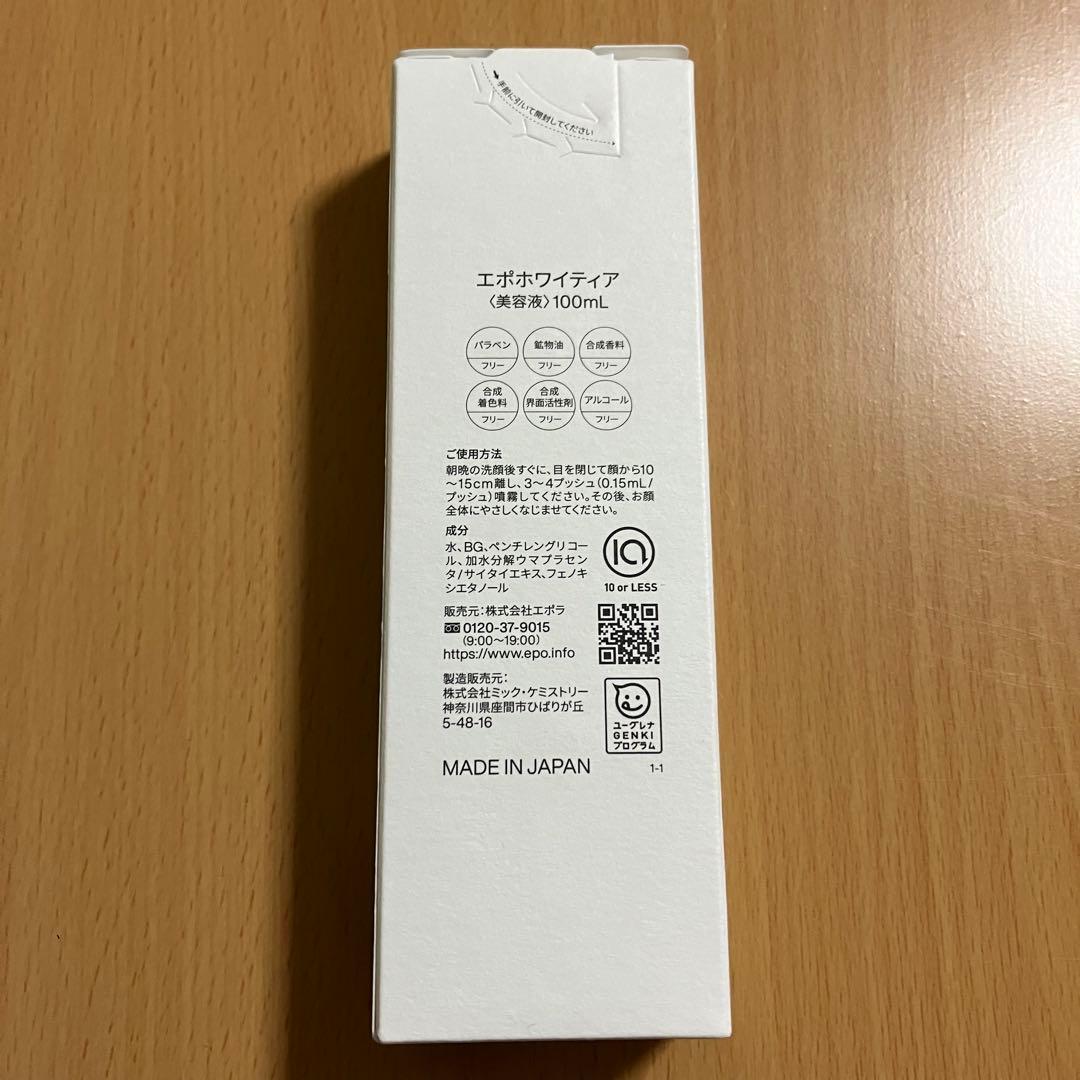 手前に引いて開封してください
エポホワイティア
〈美容液〉100mL
パラベン
フリー
鉱物油
フリー
合成香料
フリー
合成
着色料
フリー
合成
界面活性剤
フリー
アルコール
フリー
ご使用方法
朝晩の洗顔後すぐに、目を閉じて顔から10
～15cm離し、3～4プッシュ(0.15mL/
プッシュ)噴霧してください。その後、お顔
全体にやさしくなじませてください。
成分
水、BG、ペンチレングリコー
ル、加水分解ウマプラセン
タ/サイタイエキス、フェノキ
シエタノール
10 or LESS
販売元:株式会社エポラ
0120-37-9015
(9:00～19:00)
https://www.epo.info
製造販売元:
株式会社ミック・ケミストリー
神奈川県座間市ひばりが丘
5-48-16
ユーグレナ
GENKI
プログラム
MADE IN JAPAN
1-1